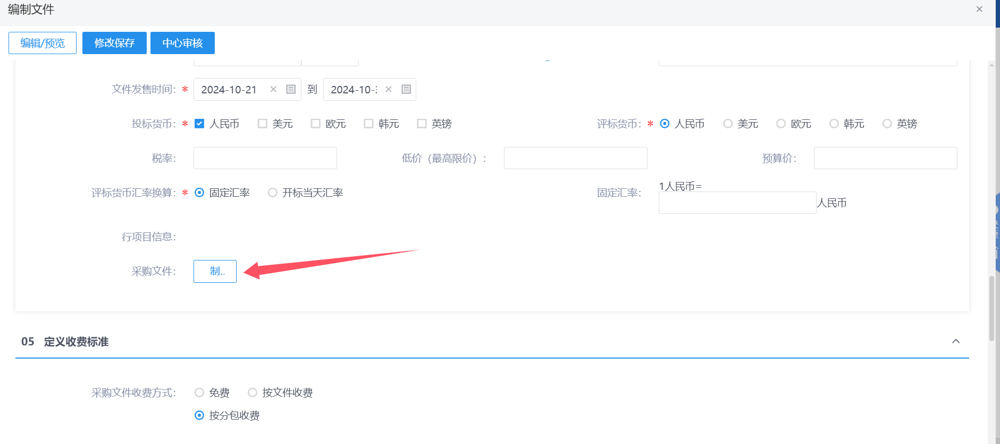 编制文件
编辑/预览 修改保存 中心审核
文件发售时间: * 2024-10-21 到 2024-10-
投标货币: * 人民币 美元 欧元 韩元 英镑 评标货币: * 人民币 美元 欧元 韩元 英镑
税率: 低价（最高限价）: 预算价:
评标货币汇率换算: * 固定汇率 开标当天汇率 固定汇率: 1人民币=
人民币
行项目信息:
采购文件: 制..
05 定义收费标准
采购文件收费方式: 免费 按文件收费
按分包收费